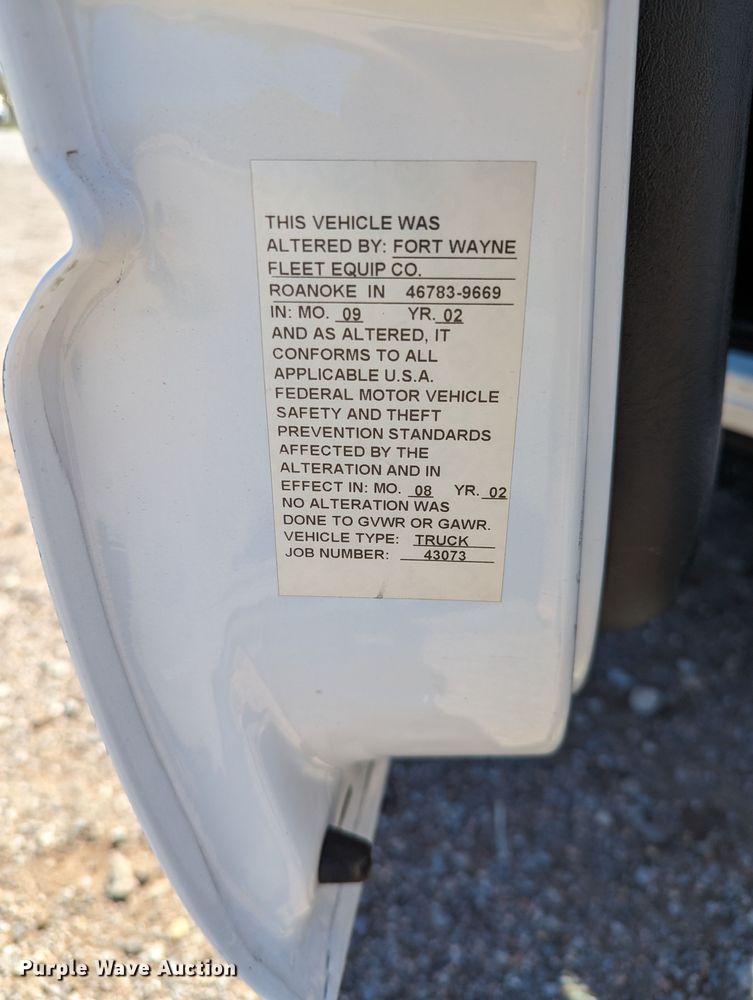 THIS VEHICLE WAS
ALTERED BY: FORT WAYNE
FLEET EQUIP CO.
ROANOKE IN 46783-9669
IN: MO. 09 YR. 02
AND AS ALTERED, IT
CONFORMS TO ALL
APPLICABLE U.S.A.
FEDERAL MOTOR VEHICLE
SAFETY AND THEFT
PREVENTION STANDARDS
AFFECTED BY THE
ALTERATION AND IN
EFFECT IN: MO. 08 YR. 02
NO ALTERATION WAS
DONE TO GVWR OR GAWR.
VEHICLE TYPE: TRUCK
JOB NUMBER: 43073
Purple Wave Auction